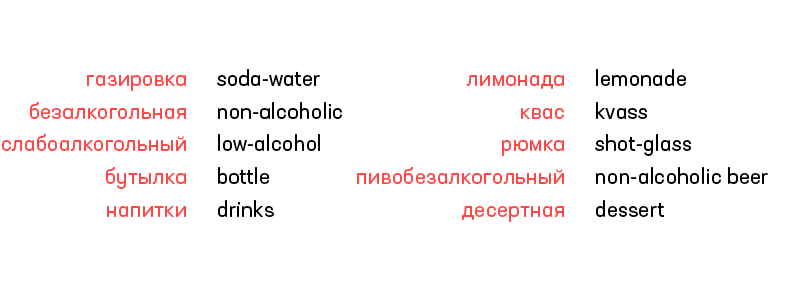 газировка soda-water
безалкогольная non-alcoholic
слабоалкогольный low-alcohol
бутылка bottle
напитки drinks
лимонада lemonade
квас kvass
рюмка shot-glass
пивобезалкогольный non-alcoholic beer
десертная dessert